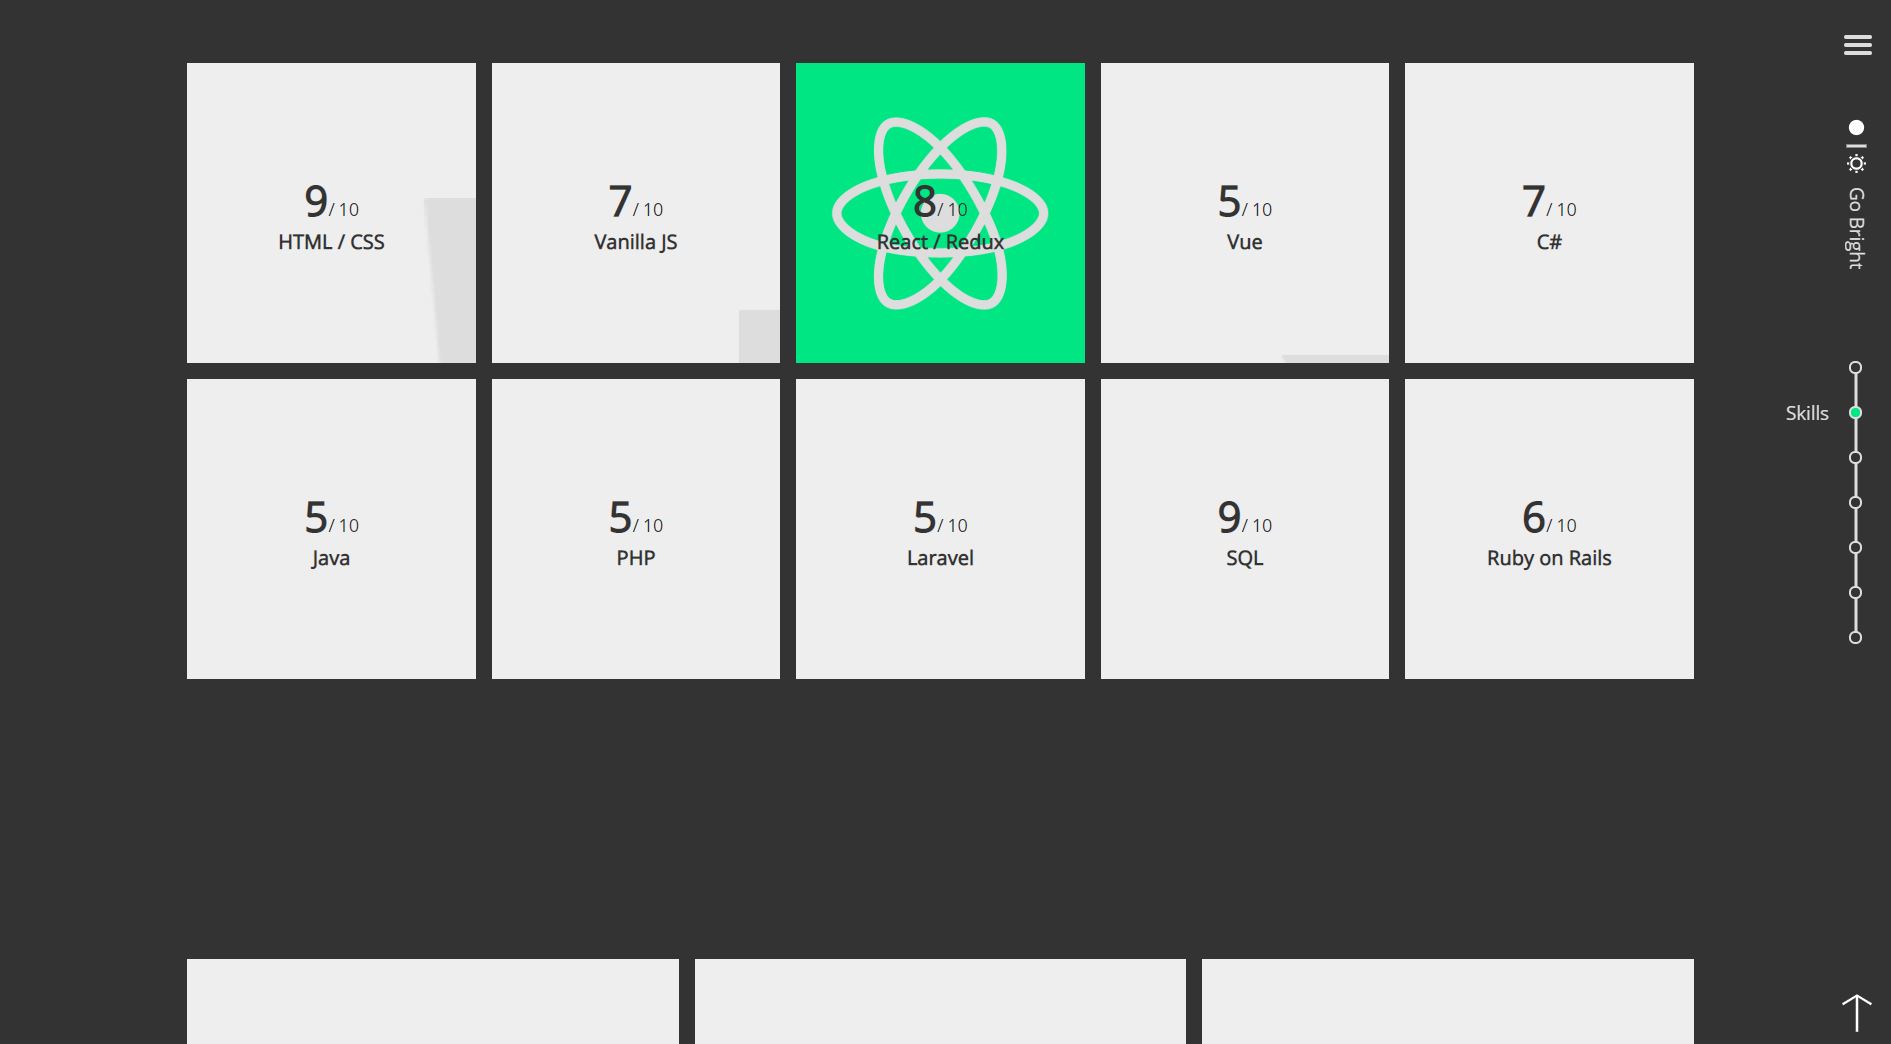 9/ 10
HTML / CSS
7/ 10
Vanilla JS
8/ 10
React / Redux
5/ 10
Vue
7/ 10
C#
Go Bright
Skills
5/ 10
Java
5/ 10
PHP
5/ 10
Laravel
9/ 10
SQL
6/ 10
Ruby on Rails